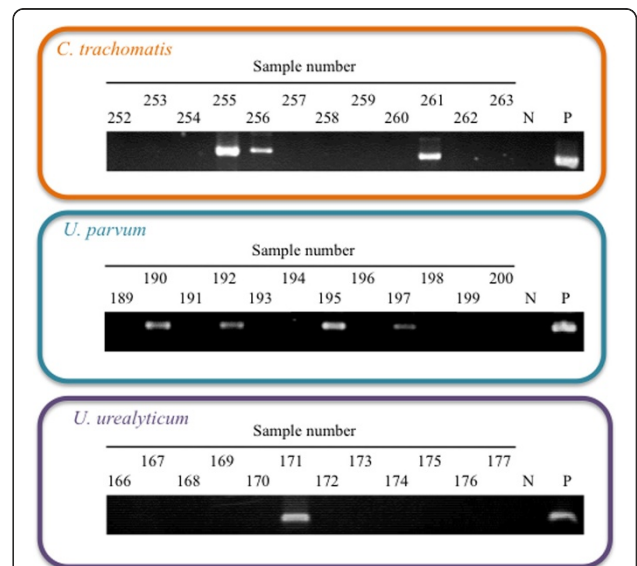 C. trachomatis
Sample number
253 255 257 259 261 263
252 254 256 258 260 262 N P
U. parvum
Sample number
190 192 194 196 198 200
189 191 193 195 197 199 N P
U. urealyticum
Sample number
167 169 171 173 175 177
166 168 170 172 174 176 N P